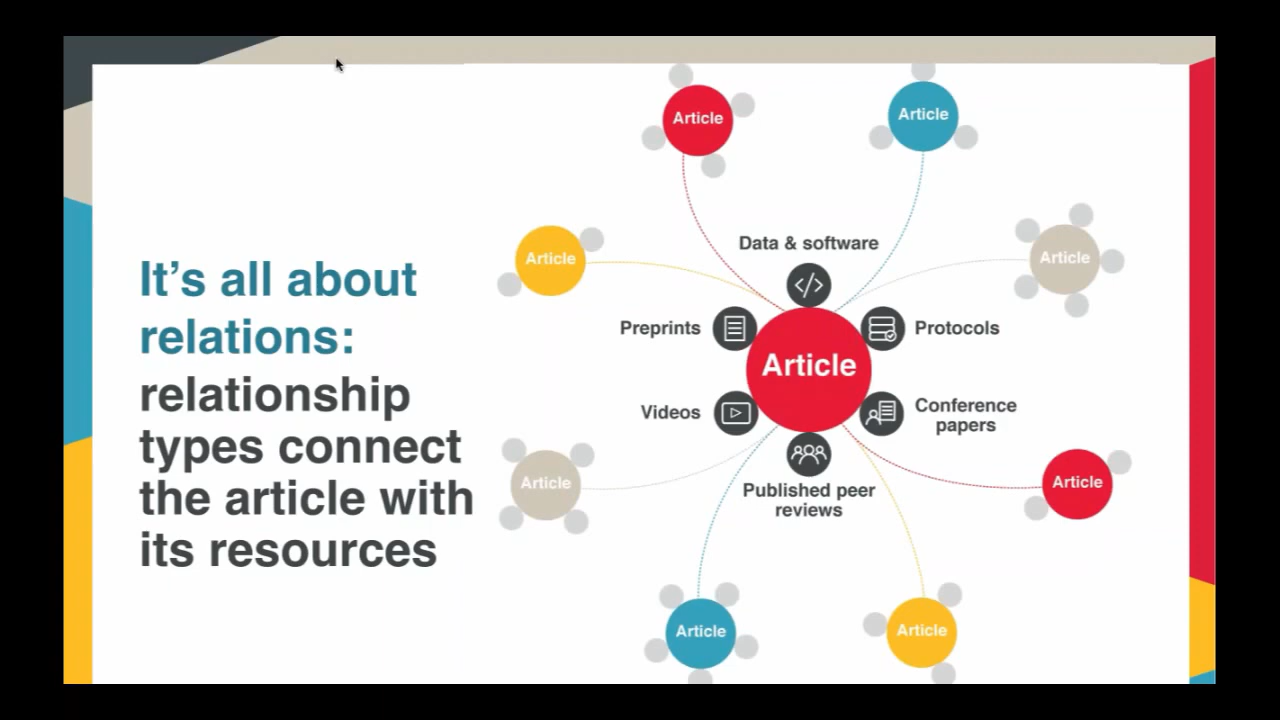 It’s all about
relations:
relationship
types connect
the article with
its resources
Article
Article
Article
Article
Data & software
Preprints
Protocols
Article
Videos
Conference
papers
Published peer
reviews
Article
Article
Article
Article